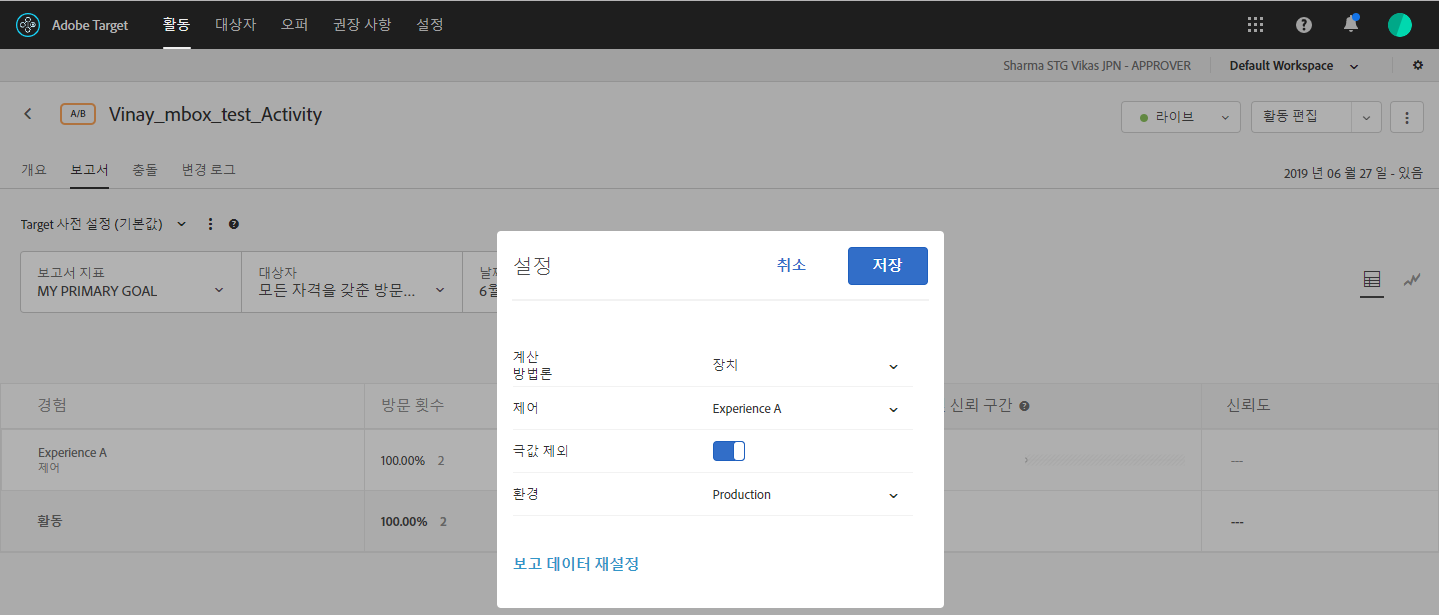 Adobe Target 활동 대상자 오퍼 권장 사항 설정
Sharma STG Vikas JPN - APPROVER Default Workspace
A/B Vinay_mbox_test_Activity 라이브 활동 편집
개요 보고서 충돌 변경 로그
2019 년 06 월 27 일 - 있음
Target 사전 설정 (기본값)
보고서 지표
MY PRIMARY GOAL
대상자
모든 자격을 갖춘 방문...
6월
설정 취소 저장
계산
방법론
장치
제어 Experience A
극값 제외
환경 Production
보고 데이터 재설정
경험 방문 횟수 신뢰 구간 신뢰도
Experience A
제어
100.00% 2 ---
활동 100.00% 2 ---